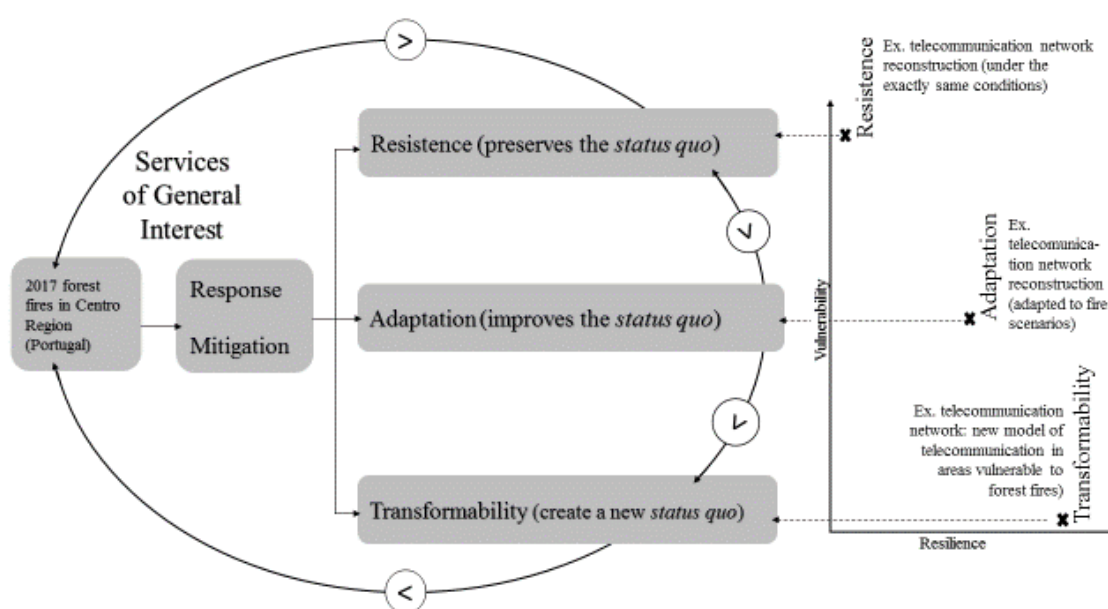 >
Services
of General
Interest
2017 forest
fires in Centro
Region
(Portugal)
Response
Mitigation
Resistence (preserves the status quo)
>
Adaptation (improves the status quo)
>
Transformability (create a new status quo)
<
Resistence
Ex. telecommunication network
reconstruction (under the
exactly same conditions)
Adaptation
Ex.
telecomunica-
tion network
reconstruction
(adapted to fire
scenarios)
Transformability
Ex. telecommunication
network: new model of
telecommunication in
areas vulnerable to
forest fires)
Vulnerability
Resilience